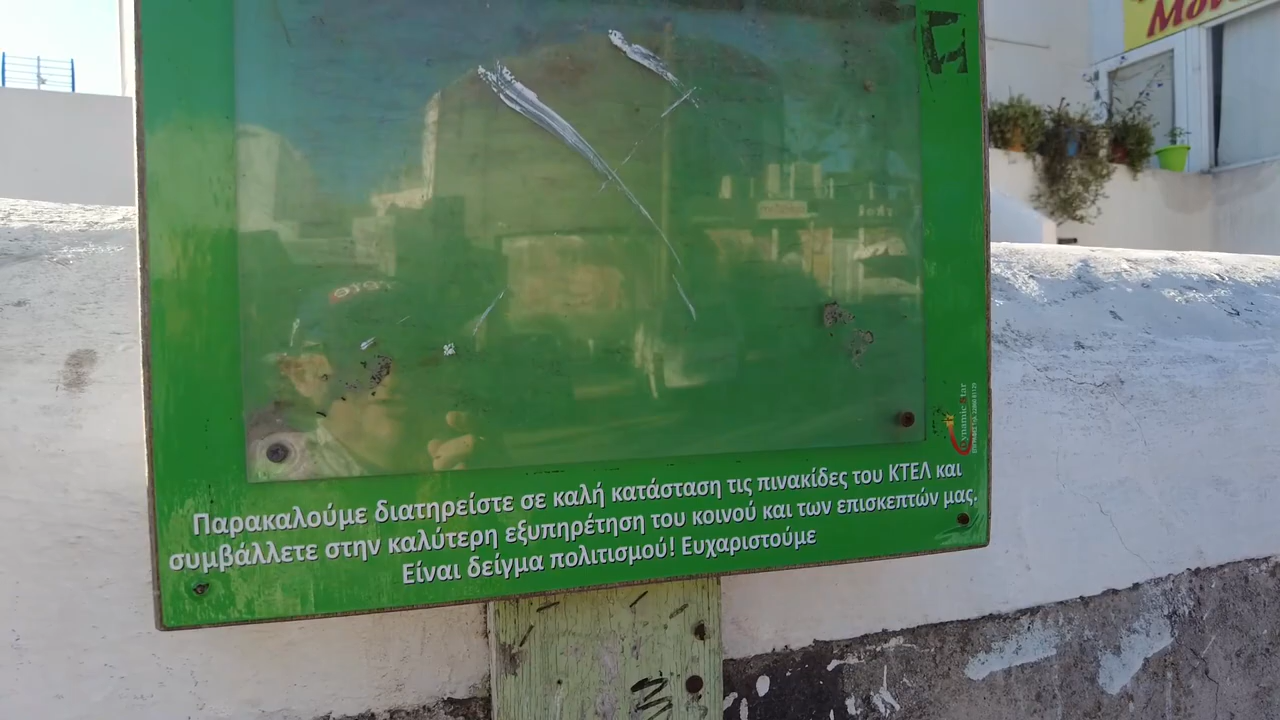 Παρακαλούμε διατηρείστε σε καλή κατάσταση τις πινακίδες του ΚΤΕΛ και
συμβάλλετε στην καλύτερη εξυπηρέτηση του κοινού και των επισκεπτών μας.
Είναι δείγμα πολιτισμού! Ευχαριστούμε